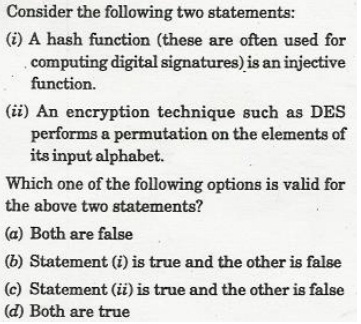 Consider the following two statements:
(i) A hash function (these are often used for
computing digital signatures) is an injective
function.
(ii) An encryption technique such as DES
performs a permutation on the elements of
its input alphabet.
Which one of the following options is valid for
the above two statements?
(a) Both are false
(b) Statement (i) is true and the other is false
(c) Statement (ii) is true and the other is false
(d) Both are true